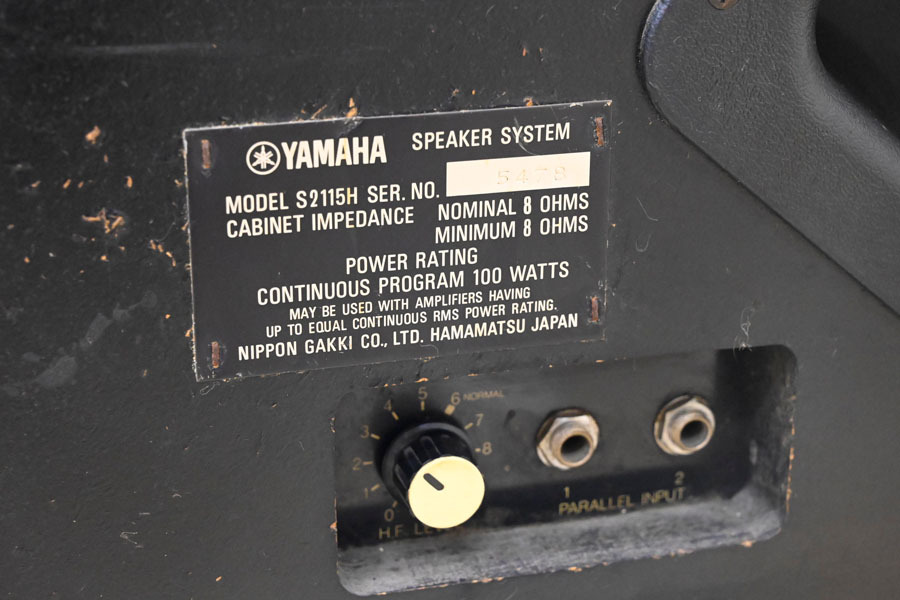 YAMAHA SPEAKER SYSTEM
MODEL S2115H SER. NO. 5478
CABINET IMPEDANCE NOMINAL 8 OHMS
MINIMUM 8 OHMS
POWER RATING
CONTINUOUS PROGRAM 100 WATTS
MAY BE USED WITH AMPLIFIERS HAVING
UP TO EQUAL CONTINUOUS RMS POWER RATING.
NIPPON GAKKI CO., LTD. HAMAMATSU JAPAN
0 1 2 3 4 5 6 NORMAL 7 8
H.F.
1 2
PARALLEL INPUT